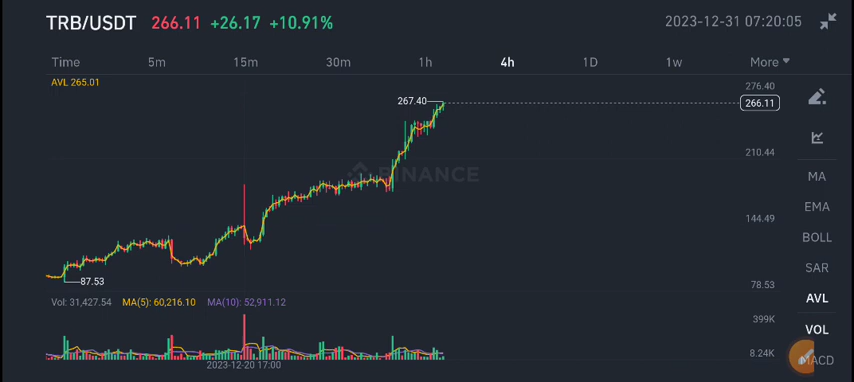 TRB/USDT 266.11 +26.17 +10.91% 2023-12-31 07:20:05
Time 5m 15m 30m 1h 4h 1D 1w More
AVL 265.01
276.40
267.40
266.11
210.44
BINANCE
MA
EMA
144.49
BOLL
SAR
87.53
78.53
AVL
Vol: 31,427.54 MA(5): 60,216.10 MA(10): 52,911.12
399K
VOL
8.24K
MACD
2023-12-20 17:00